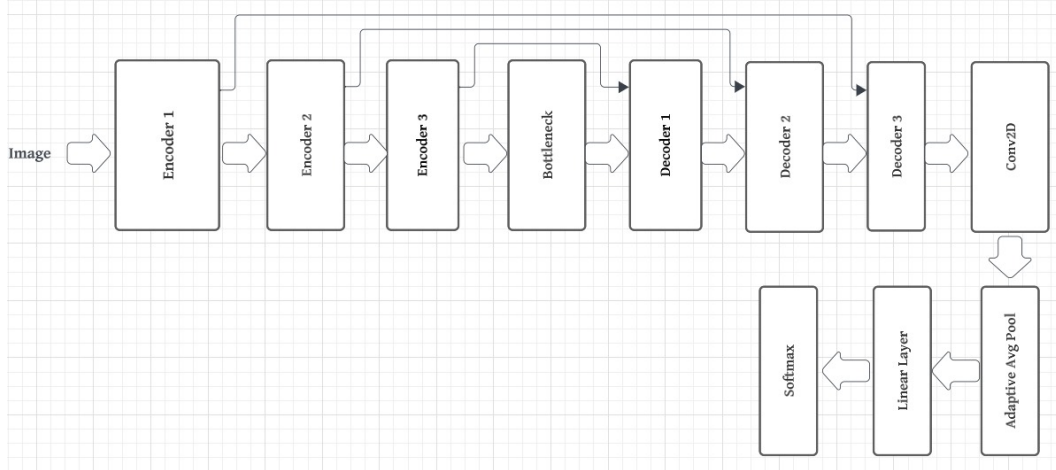 Image
Encoder 1
Encoder 2
Encoder 3
Bottleneck
Decoder 1
Decoder 2
Decoder 3
Conv2D
Adaptive Avg Pool
Linear Layer
Softmax